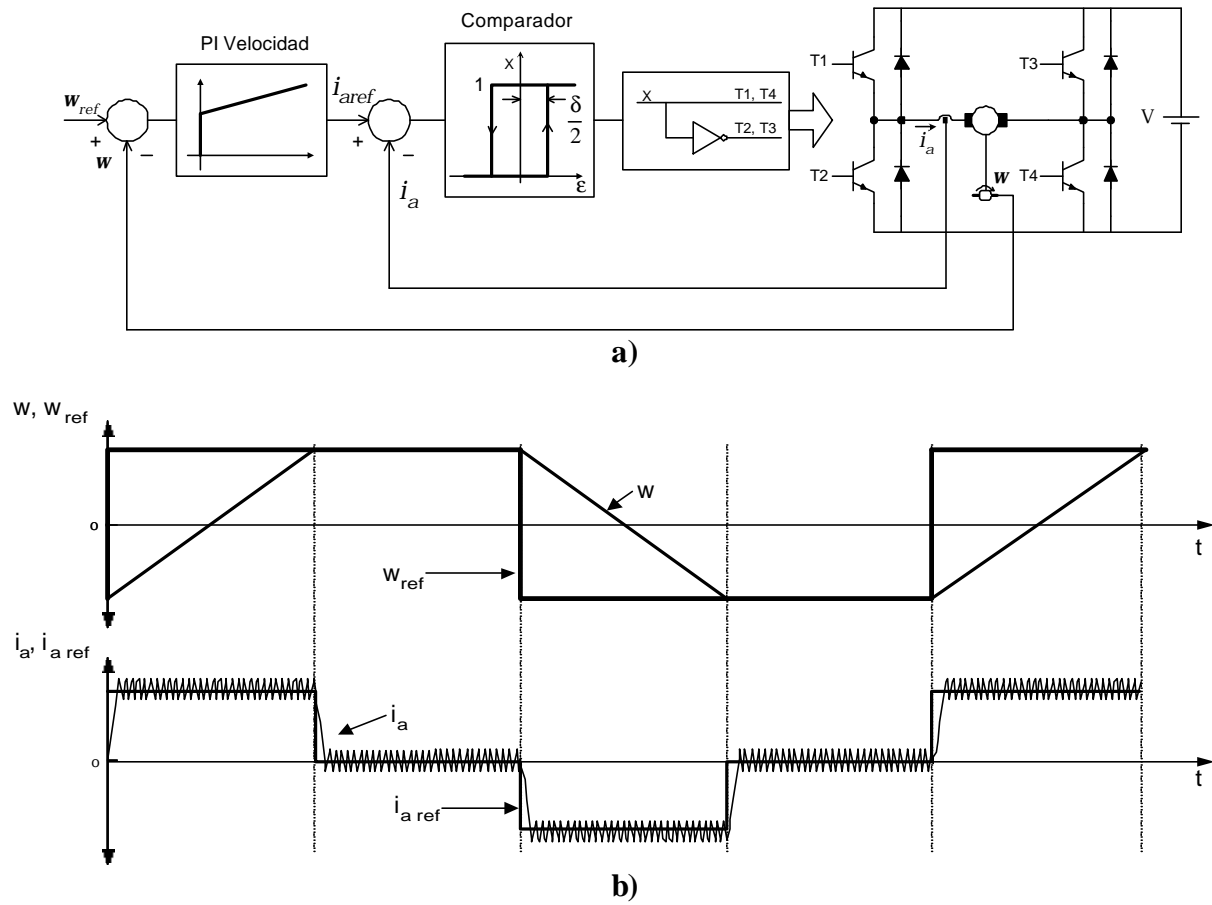 Comparador
PI Velocidad
w_ref
+
w
−
i_aref
+
−
i_a
X
1
δ/2
ε
X
T1, T4
T2, T3
T1
T2
T3
T4
i_a
w
V
a)
w, w_ref
o
w
w_ref
t
i_a, i_a ref
o
i_a
i_a ref
t
b)